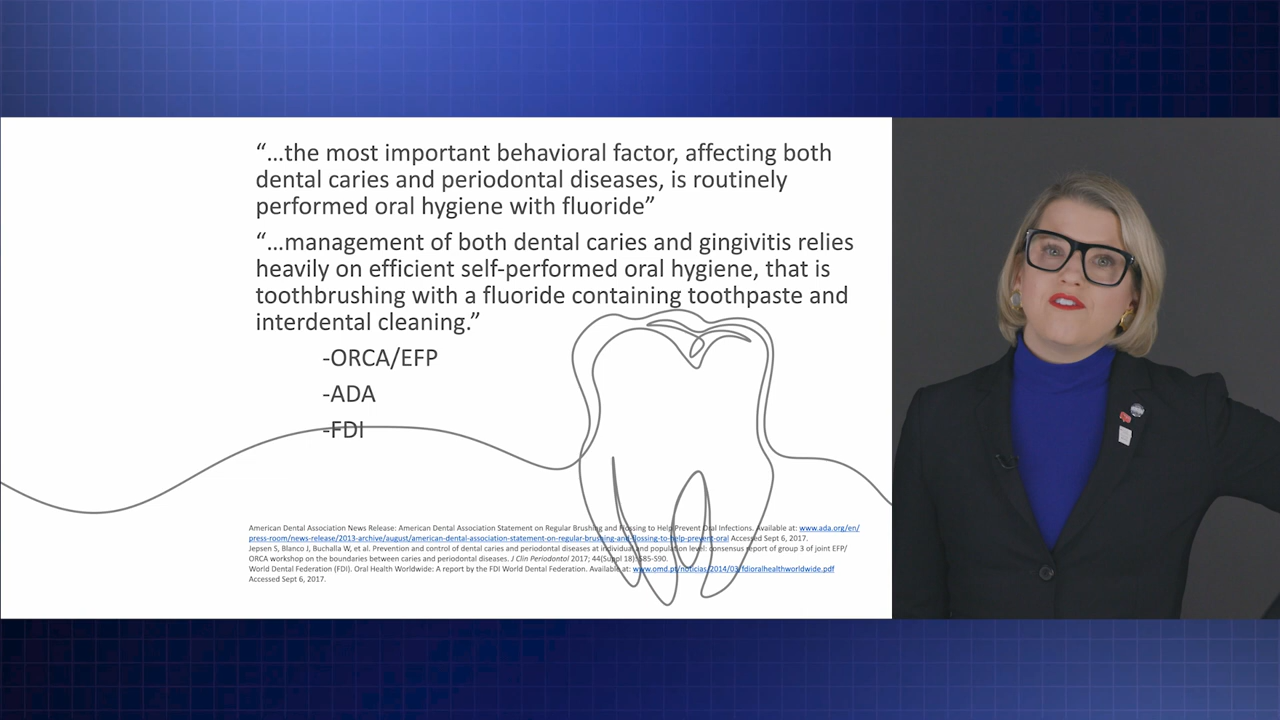 “...the most important behavioral factor, affecting both
dental caries and periodontal diseases, is routinely
performed oral hygiene with fluoride”
“...management of both dental caries and gingivitis relies
heavily on efficient self-performed oral hygiene, that is
toothbrushing with a fluoride containing toothpaste and
interdental cleaning.”
-ORCA/EFP
-ADA
-FDI
American Dental Association News Release: American Dental Association Statement on Regular Brushing and Flossing to Help Prevent Oral Infections. Available at: www.ada.org/en/
press-room/news-release/2013-archive/august/american-dental-association-statement-on-regular-brushing-and-flossing-to-help-prevent-oral Accessed Sept 6, 2017.
Jepsen S, Blanco J, Buchalla W, et al. Prevention and control of dental caries and periodontal diseases at individual and population level: consensus report of group 3 of joint EFP/
ORCA workshop on the boundaries between caries and periodontal diseases. J Clin Periodontol 2017; 44(Suppl 18):S85-S90.
World Dental Federation (FDI). Oral Health Worldwide: A report by the FDI World Dental Federation. Available at: www.omd.pt/noticias/2014/03/fdioralhealthworldwide.pdf
Accessed Sept 6, 2017.